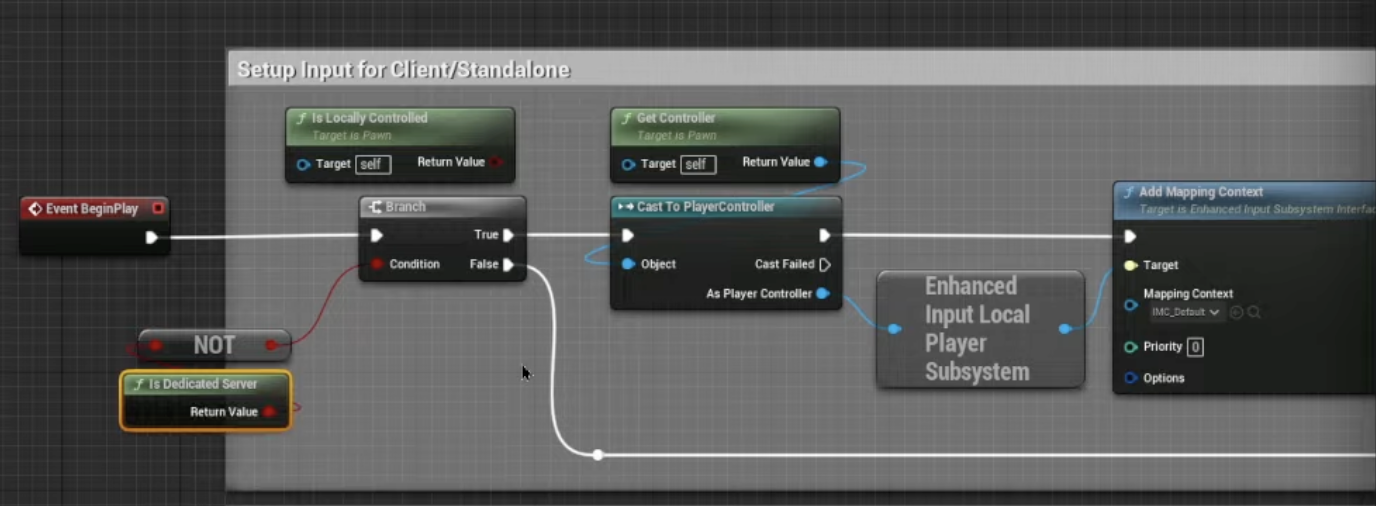 Setup Input for Client/Standalone
Is Locally Controlled
Target is Pawn
Target self
Return Value
Get Controller
Target is Pawn
Target self
Return Value
Event BeginPlay
Branch
True
Condition
False
Cast To PlayerController
Object
Cast Failed
As Player Controller
Enhanced
Input Local
Player
Subsystem
Add Mapping Context
Target is Enhanced Input Subsystem Interfac
Target
Mapping Context
IMC_Default
Priority 0
Options
NOT
Is Dedicated Server
Return Value